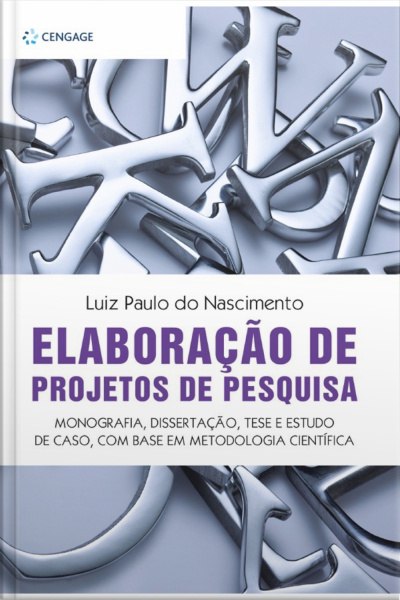 CENGAGE
Luiz Paulo do Nascimento
ELABORAÇÃO DE
PROJETOS DE PESQUISA
MONOGRAFIA, DISSERTAÇÃO, TESE E ESTUDO
DE CASO, COM BASE EM METODOLOGIA CIENTÍFICA